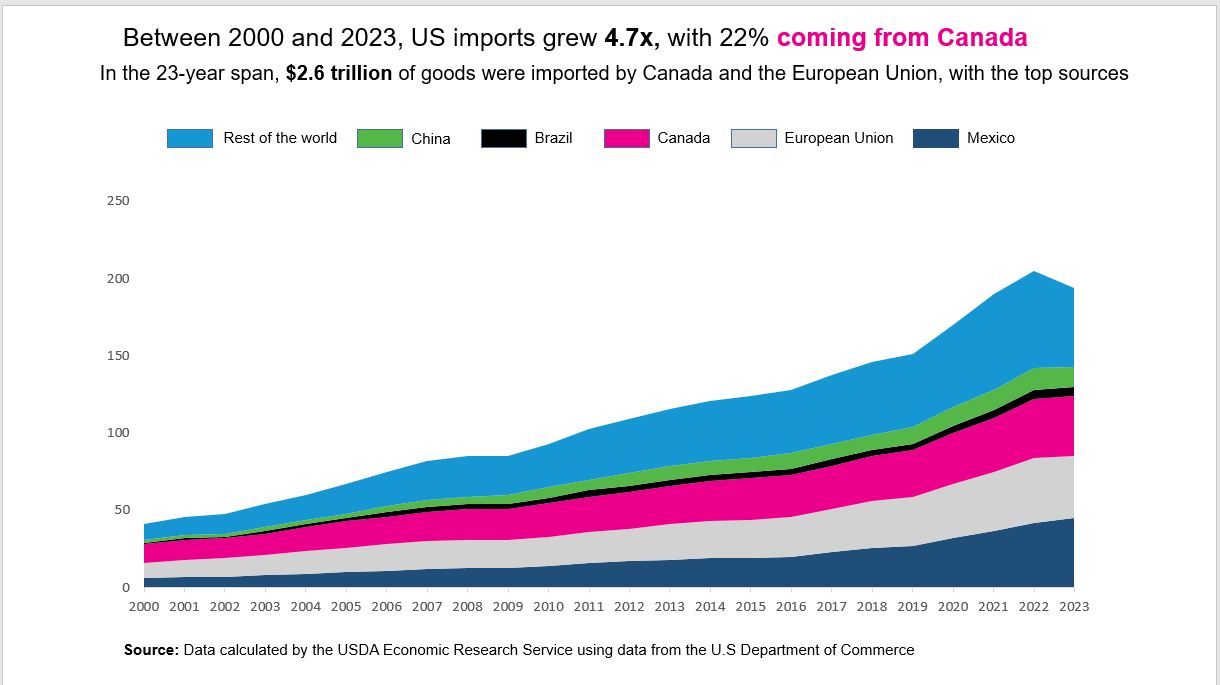 Between 2000 and 2023, US imports grew 4.7x, with 22% coming from Canada
In the 23-year span, $2.6 trillion of goods were imported by Canada and the European Union, with the top sources
Rest of the world China Brazil Canada European Union Mexico
250
200
150
100
50
0
2000 2001 2002 2003 2004 2005 2006 2007 2008 2009 2010 2011 2012 2013 2014 2015 2016 2017 2018 2019 2020 2021 2022 2023
Source: Data calculated by the USDA Economic Research Service using data from the U.S Department of Commerce